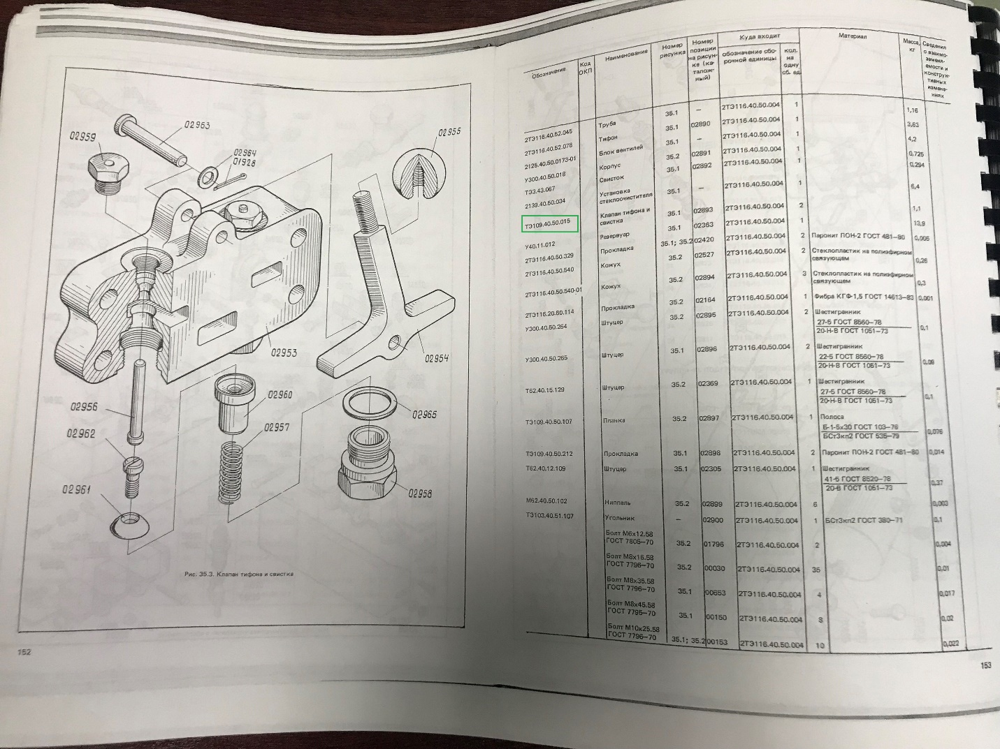 02963
02959
02964
01928
02955
02953
02954
02956
02960
02965
02962
02957
02961
02958
Рис. 35.3. Клапан тифона и свистка
152
Обозначение
Код
ОКП
Наименование
Номер
рисунка
Номер
позиции
на рисун-
ке (ка-
талож-
ный)
Куда входит
обозначение сбо-
рочной единицы
кол.
на
одну
сб. ед.
Материал
Масса,
кг
Сведения
о взаимо-
заменя-
емости и
конструк-
тивных
измене-
ниях
2ТЭ116.40.52.045 Труба 35.1 — 2ТЭ116.40.50.004 1 1,16
2ТЭ116.40.52.078 Тифон 35.1 02890 2ТЭ116.40.50.004 1 3,63
2125.40.50.0173-01 Блок вентилей 35.1 — 2ТЭ116.40.50.004 1 4,2
У300.40.50.018 Корпус 35.2 02891 2ТЭ116.40.50.004 1 0,725
ТЭ3.43.067 Свисток 35.1 02892 2ТЭ116.40.50.004 1 0,294
2139.40.50.034 Установка
стеклоочистителя 35.1 — 2ТЭ116.40.50.004 1 6,4
ТЭ109.40.50.015 Клапан тифона и
свистка 35.1 02893 2ТЭ116.40.50.004 2 1,1
У40.11.012 Резервуар 35.1 02363 2ТЭ116.40.50.004 1 13,9
2ТЭ116.40.50.329 Прокладка 35.1; 35.2 02420 2ТЭ116.40.50.004 2 Паронит ПОН-2 ГОСТ 481—80 0,005
2ТЭ116.40.50.540 Кожух 35.2 02527 2ТЭ116.40.50.004 2 Стеклопластик на полиэфирном
связующем 0,26
2ТЭ116.40.50.540-01 Кожух 35.2 02894 2ТЭ116.40.50.004 3 Стеклопластик на полиэфирном
связующем 0,3
2ТЭ116.20.60.114 Прокладка 35.2 02164 2ТЭ116.40.50.004 1 Фибра КГФ-1,5 ГОСТ 14613—83 0,001
У300.40.50.264 Штуцер 35.2 02895 2ТЭ116.40.50.004 2 Шестигранник
27-5 ГОСТ 8560—78
20-Н-В ГОСТ 1051—73 0,1
У300.40.50.265 Штуцер 35.1 02896 2ТЭ116.40.50.004 2 Шестигранник
22-5 ГОСТ 8560—78
20-Н-В ГОСТ 1051—73
Т62.40.15.129 Штуцер 35.2 02369 2ТЭ116.40.50.004 1 Шестигранник
27-5 ГОСТ 8560—78
20-Н-В ГОСТ 1051—73 0,1
ТЭ109.40.50.107 Планка 35.2 02897 2ТЭ116.40.50.004 1 Полоса
Б-1-5х30 ГОСТ 103—76
БСт3кп2 ГОСТ 535—79 0,076
ТЭ109.40.50.212 Прокладка 35.1 02898 2ТЭ116.40.50.004 2 Паронит ПОН-2 ГОСТ 481—80 0,014
Т62.40.12.109 Штуцер 35.1 02305 2ТЭ116.40.50.004 1 Шестигранник
41-5 ГОСТ 8520—78
20-В ГОСТ 1051—73 0,37
М62.40.50.102 Ниппель 35.2 02899 2ТЭ116.40.50.004 6 0,003
ТЭ103.40.51.107 Угольник — 02900 2ТЭ116.40.50.004 1 БСт3кп2 ГОСТ 380—71 0,1
Болт М6х12.58
ГОСТ 7805—70 35.2 01796 2ТЭ116.40.50.004 2 0,004
Болт М8х16.58
ГОСТ 7796—70 35.2 00030 2ТЭ116.40.50.004 36 0,01
Болт М8х35.58
ГОСТ 7796—70 35.1 00653 2ТЭ116.40.50.004 4 0,017
Болт М8х45.58
ГОСТ 7795—70 35.1 00150 2ТЭ116.40.50.004 8 0,02
Болт М10х25.58
ГОСТ 7796—70 35.1; 35.2 00153 2ТЭ116.40.50.004 10 0,022
153